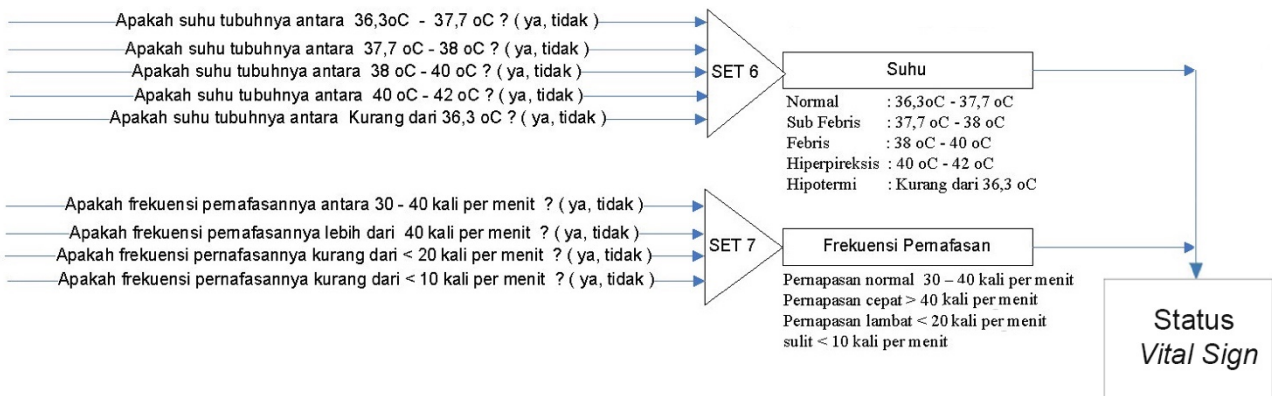 Apakah suhu tubuhnya antara 36,3oC - 37,7 oC ? ( ya, tidak )
Apakah suhu tubuhnya antara 37,7 oC - 38 oC ? ( ya, tidak )
Apakah suhu tubuhnya antara 38 oC - 40 oC ? ( ya, tidak )
Apakah suhu tubuhnya antara 40 oC - 42 oC ? ( ya, tidak )
Apakah suhu tubuhnya antara Kurang dari 36,3 oC ? ( ya, tidak )
SET 6
Suhu
Normal : 36,3oC - 37,7 oC
Sub Febris : 37,7 oC - 38 oC
Febris : 38 oC - 40 oC
Hiperpireksis : 40 oC - 42 oC
Hipotermi : Kurang dari 36,3 oC
Apakah frekuensi pernafasannya antara 30 - 40 kali per menit ? ( ya, tidak )
Apakah frekuensi pernafasannya lebih dari 40 kali per menit ? ( ya, tidak )
Apakah frekuensi pernafasannya kurang dari < 20 kali per menit ? ( ya, tidak )
Apakah frekuensi pernafasannya kurang dari < 10 kali per menit ? ( ya, tidak )
SET 7
Frekuensi Pernafasan
Pernapasan normal 30 – 40 kali per menit
Pernapasan cepat > 40 kali per menit
Pernapasan lambat < 20 kali per menit
sulit < 10 kali per menit
Status
Vital Sign